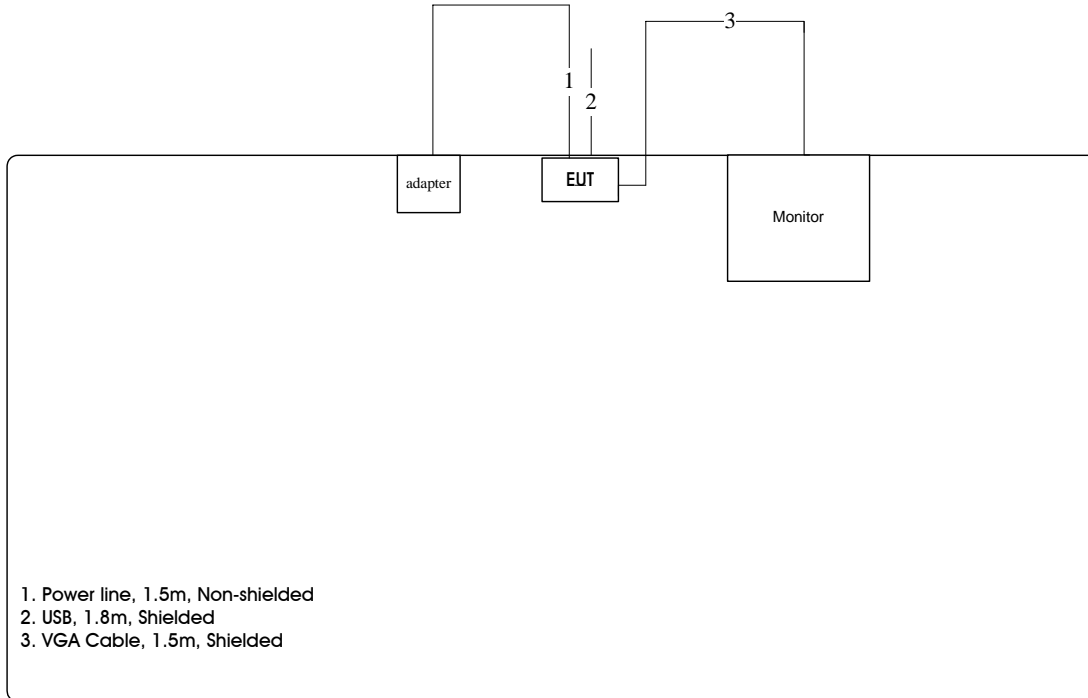 3
1
2
adapter
EUT
Monitor
1. Power line, 1.5m, Non-shielded
2. USB, 1.8m, Shielded
3. VGA Cable, 1.5m, Shielded